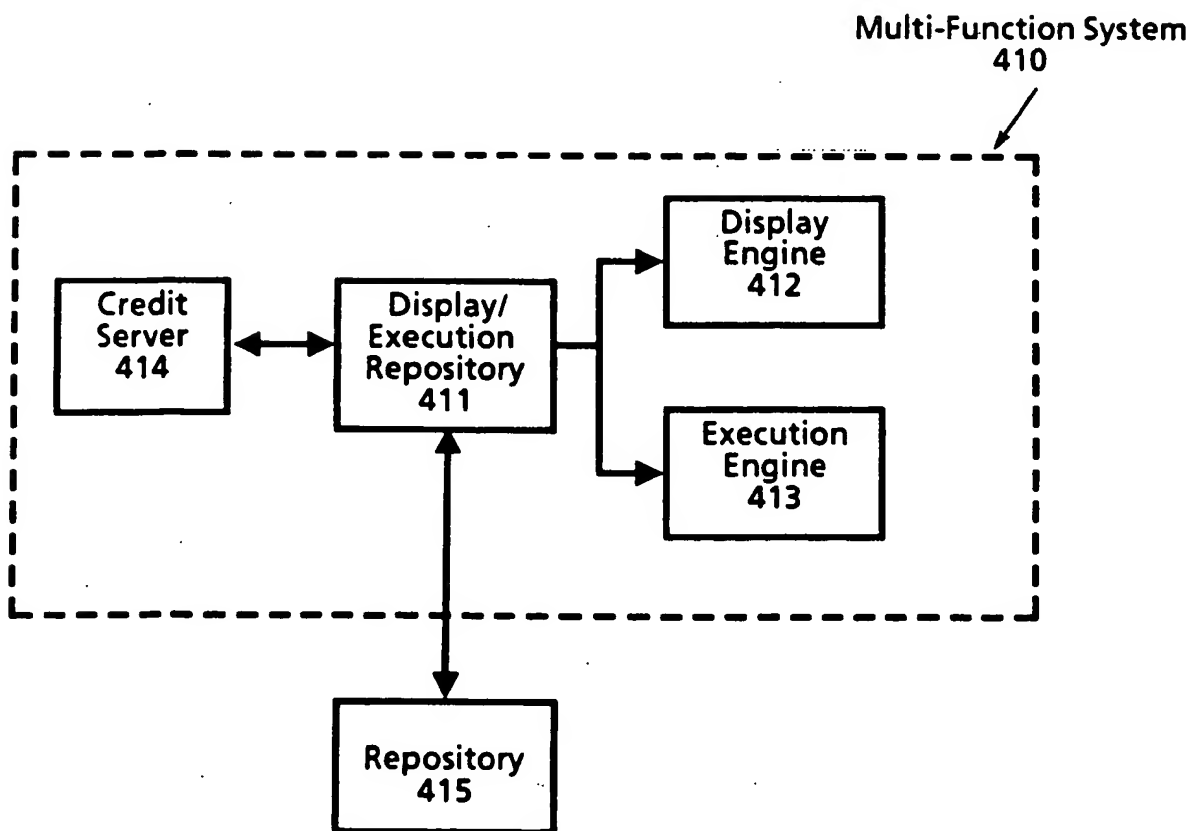 Multi-Function System
410
Display
Engine
412
Credit
Server
414
Display/
Execution
Repository
411
Execution
Engine
413
Repository
415